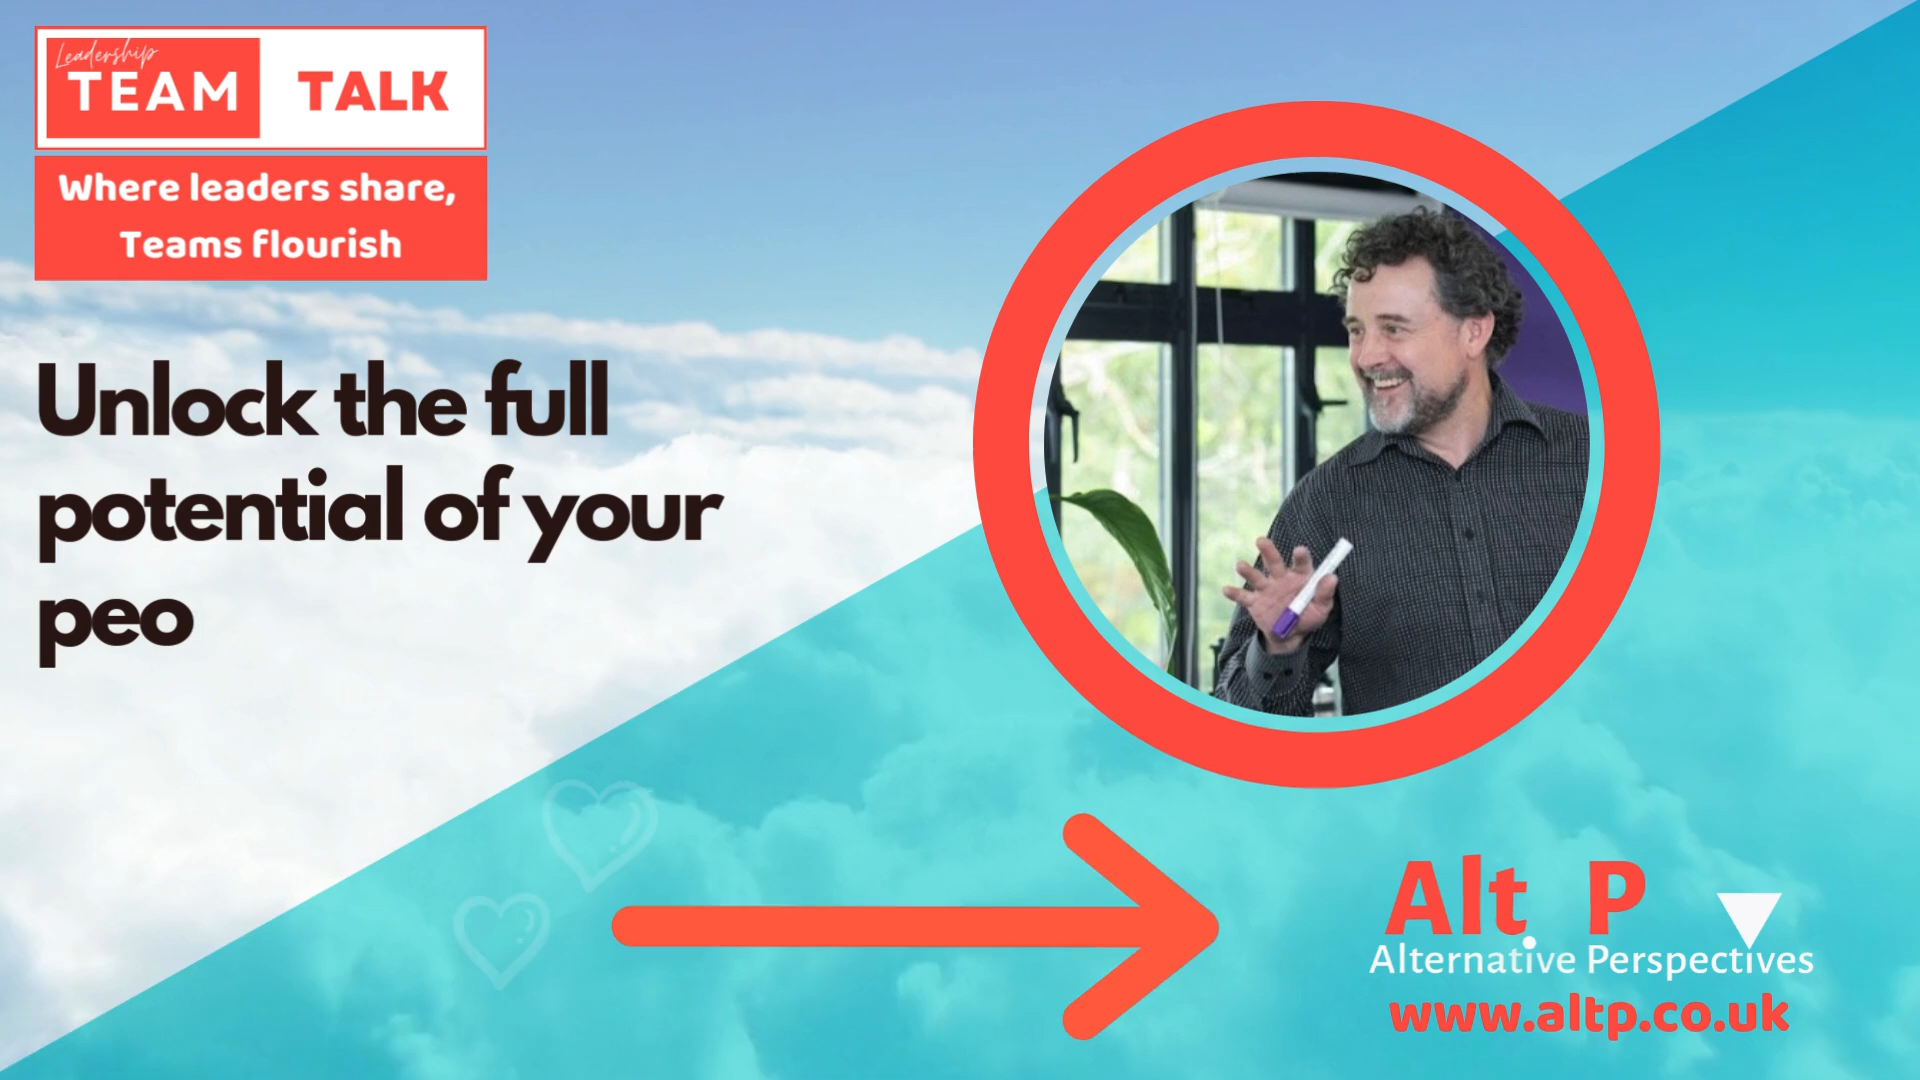 Leadership
TEAM TALK
Where leaders share,
Teams flourish
Unlock the full
potential of your
peo
Alt P
Alternative Perspectives
www.altp.co.uk